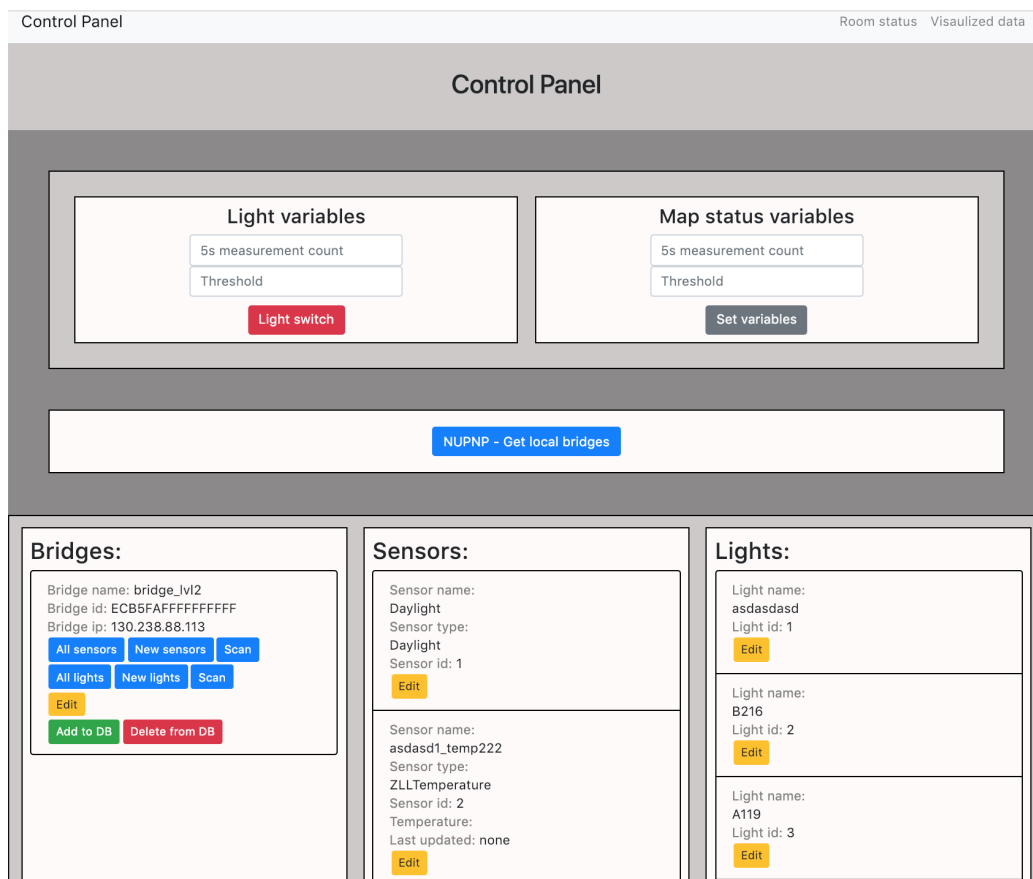 Control Panel
Room status Visaulized data
Control Panel
Light variables
5s measurement count
Threshold
Light switch
Map status variables
5s measurement count
Threshold
Set variables
NUPNP - Get local bridges
Bridges:
Bridge name: bridge_lvl2
Bridge id: ECB5FAFFFFFFFFFF
Bridge ip: 130.238.88.113
All sensors New sensors Scan
All lights New lights Scan
Edit
Add to DB Delete from DB
Sensors:
Sensor name:
Daylight
Sensor type:
Daylight
Sensor id: 1
Edit
Sensor name:
asdasd1_temp222
Sensor type:
ZLLTemperature
Sensor id: 2
Temperature:
Last updated: none
Edit
Lights:
Light name:
asdasdasd
Light id: 1
Edit
Light name:
B216
Light id: 2
Edit
Light name:
A119
Light id: 3
Edit